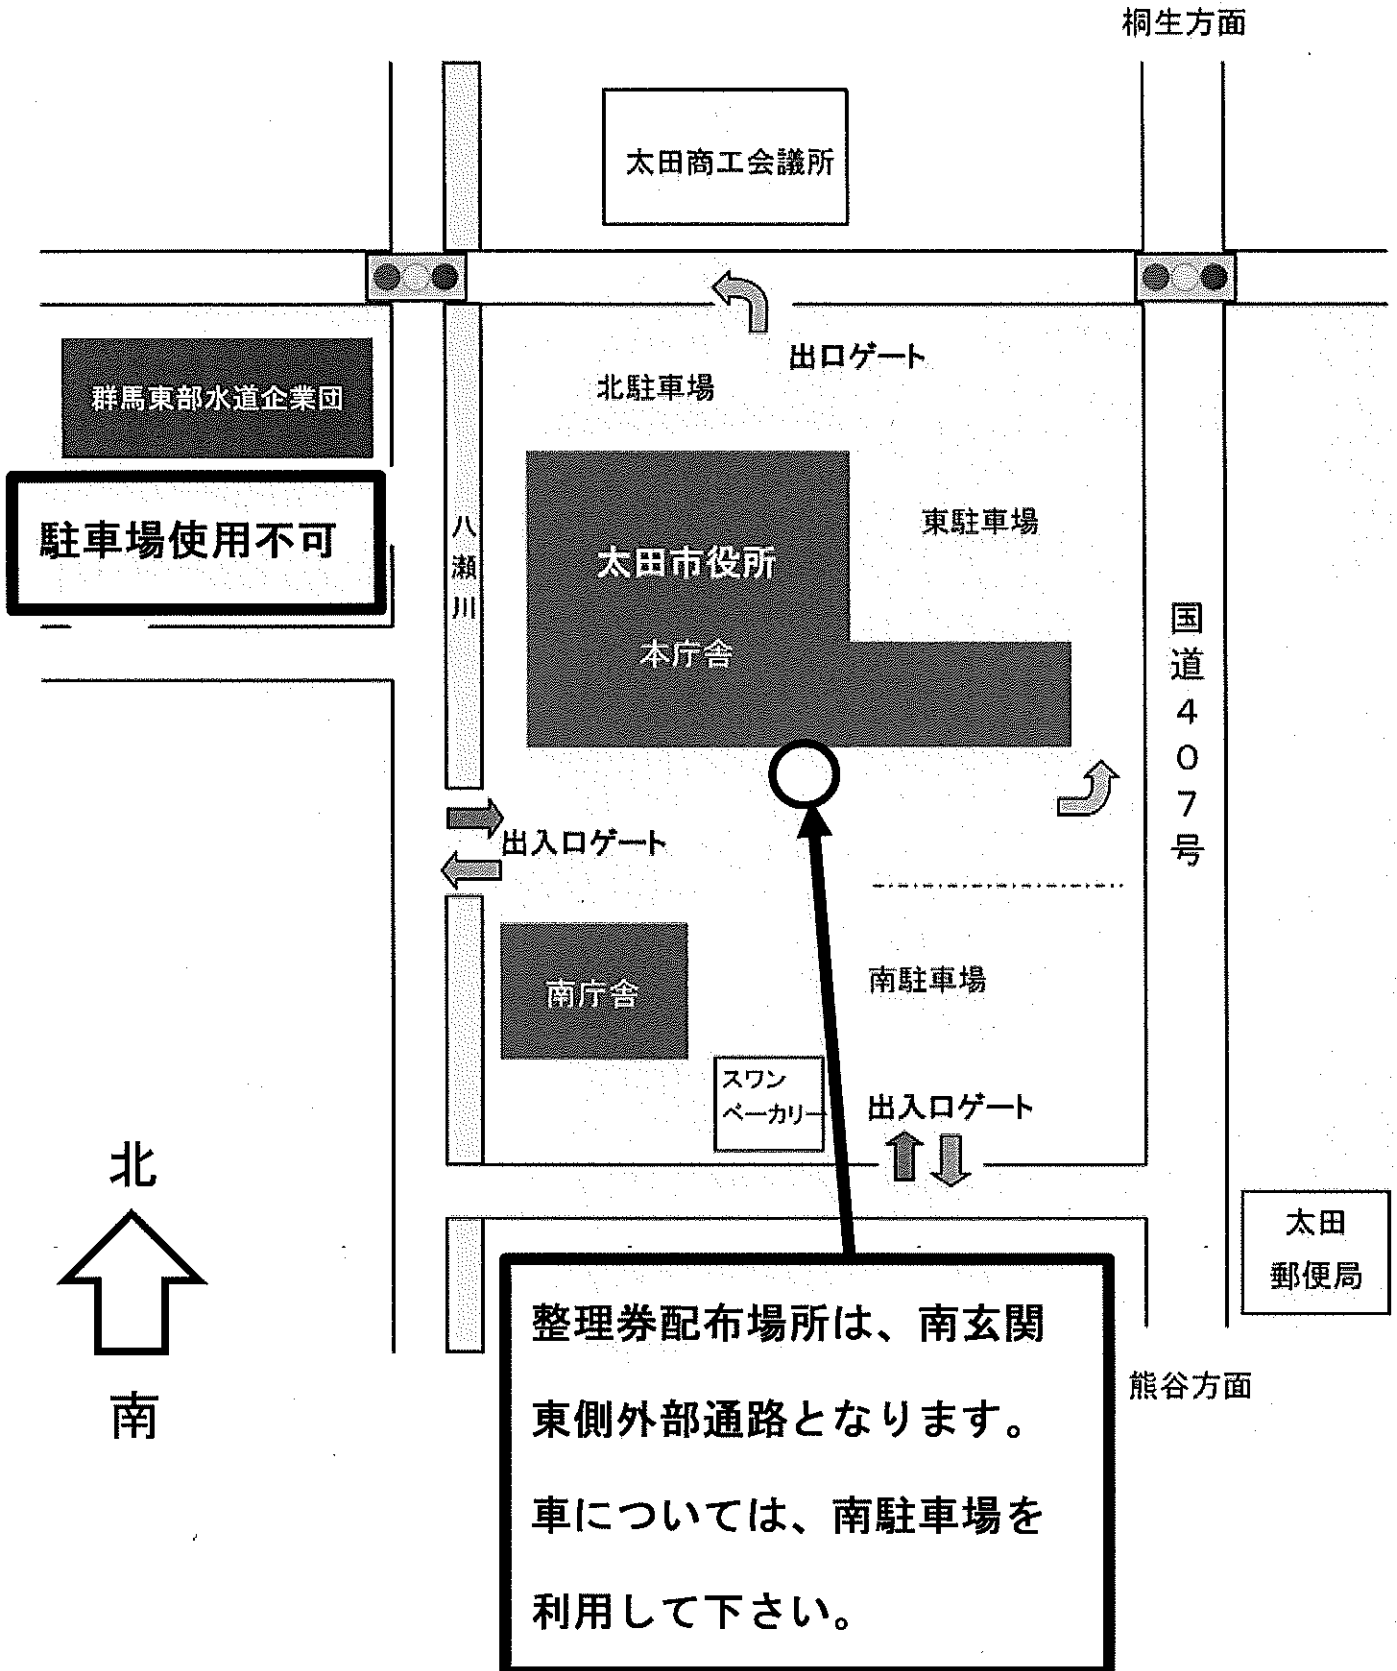 桐生方面
太田商工会議所
出口ゲート
北駐車場
群馬東部水道企業団
駐車場使用不可
八瀬川
東駐車場
太田市役所
本庁舎
国道407号
出入口ゲート
南駐車場
南庁舎
スワン
ベーカリー
出入口ゲート
北
南
太田
郵便局
熊谷方面
整理券配布場所は、南玄関
東側外部通路となります。
車については、南駐車場を
利用して下さい。